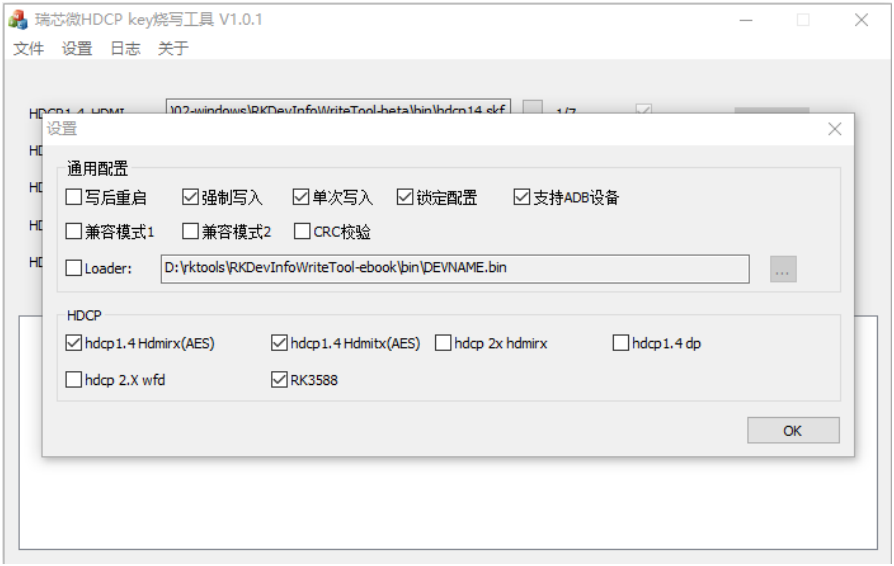 瑞芯微HDCP key烧写工具 V1.0.1
文件 设置 日志 关于
HDCP1.4 HDMI \02-windows\RKDevInfoWriteTool-beta\bin\hdcp14.skf 1/7
设置
通用配置
写后重启 强制写入 单次写入 锁定配置 支持ADB设备
兼容模式1 兼容模式2 CRC校验
Loader: D:\rktools\RKDevInfoWriteTool-ebook\bin\DEVNAME.bin ...
HDCP
hdcp1.4 Hdmirx(AES) hdcp1.4 Hdmitx(AES) hdcp 2x hdmirx hdcp1.4 dp
hdcp 2.X wfd RK3588
OK